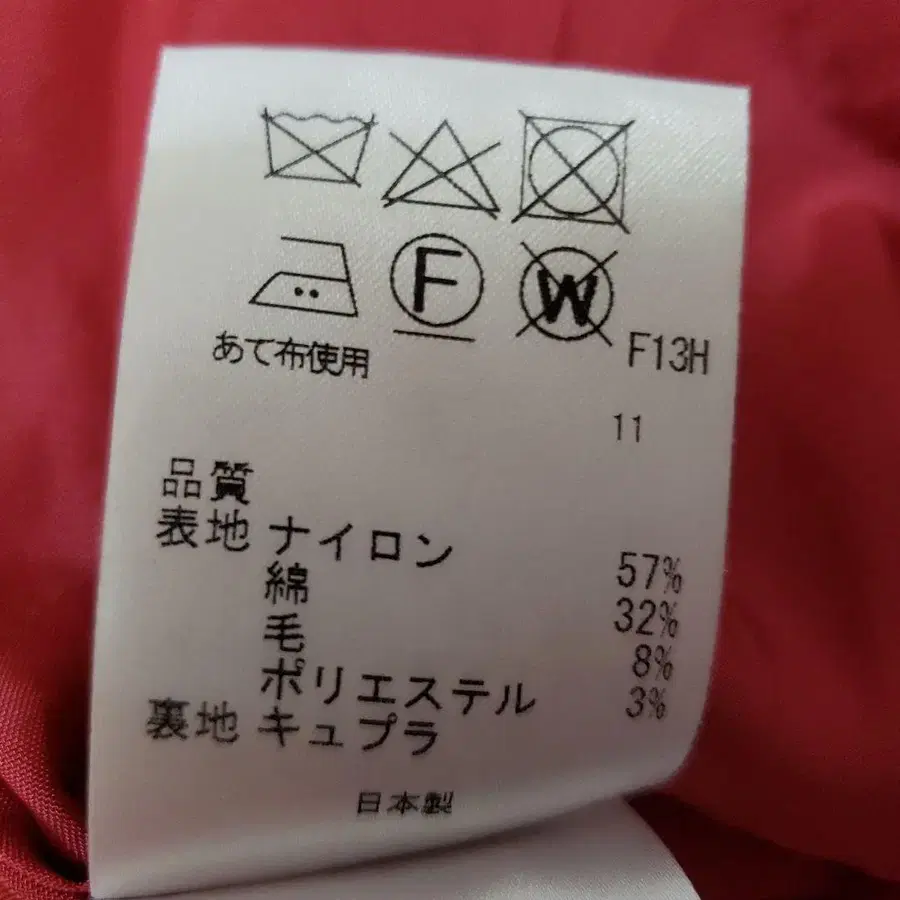 F W
あて布使用 F13H
11
品質
表地 ナイロン 57%
綿 32%
毛 8%
ポリエステル 3%
裏地 キュプラ
日本製